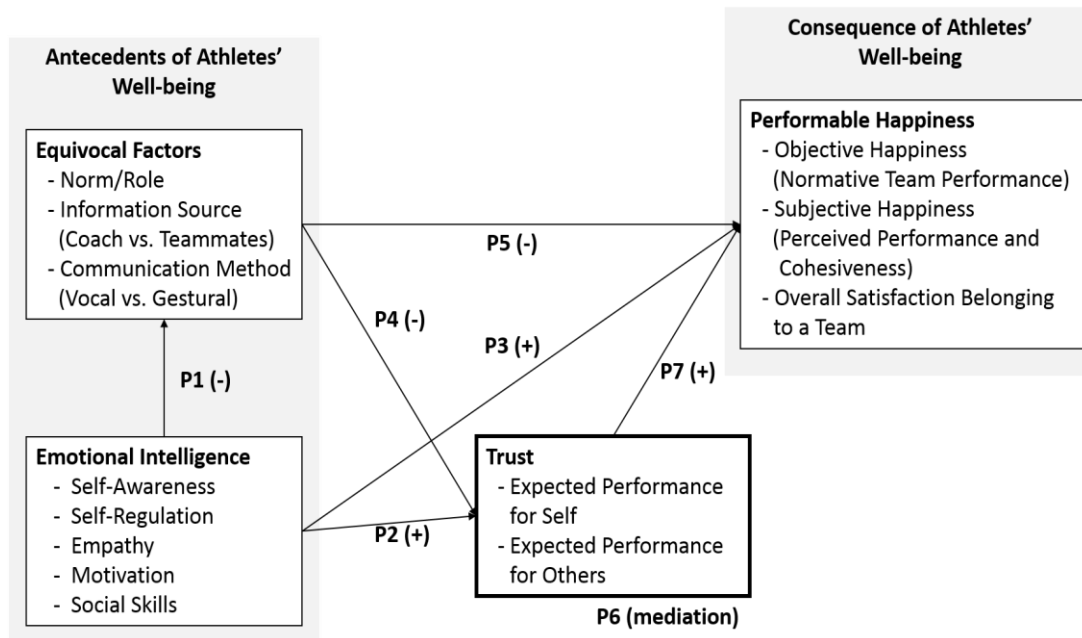 Antecedents of Athletes’
Well-being
Equivocal Factors
- Norm/Role
- Information Source
(Coach vs. Teammates)
- Communication Method
(Vocal vs. Gestural)
P1 (-)
Emotional Intelligence
- Self-Awareness
- Self-Regulation
- Empathy
- Motivation
- Social Skills
P5 (-)
P4 (-)
P3 (+)
P7 (+)
P2 (+)
Trust
- Expected Performance
for Self
- Expected Performance
for Others
P6 (mediation)
Consequence of Athletes’
Well-being
Performable Happiness
- Objective Happiness
(Normative Team Performance)
- Subjective Happiness
(Perceived Performance and
Cohesiveness)
- Overall Satisfaction Belonging
to a Team